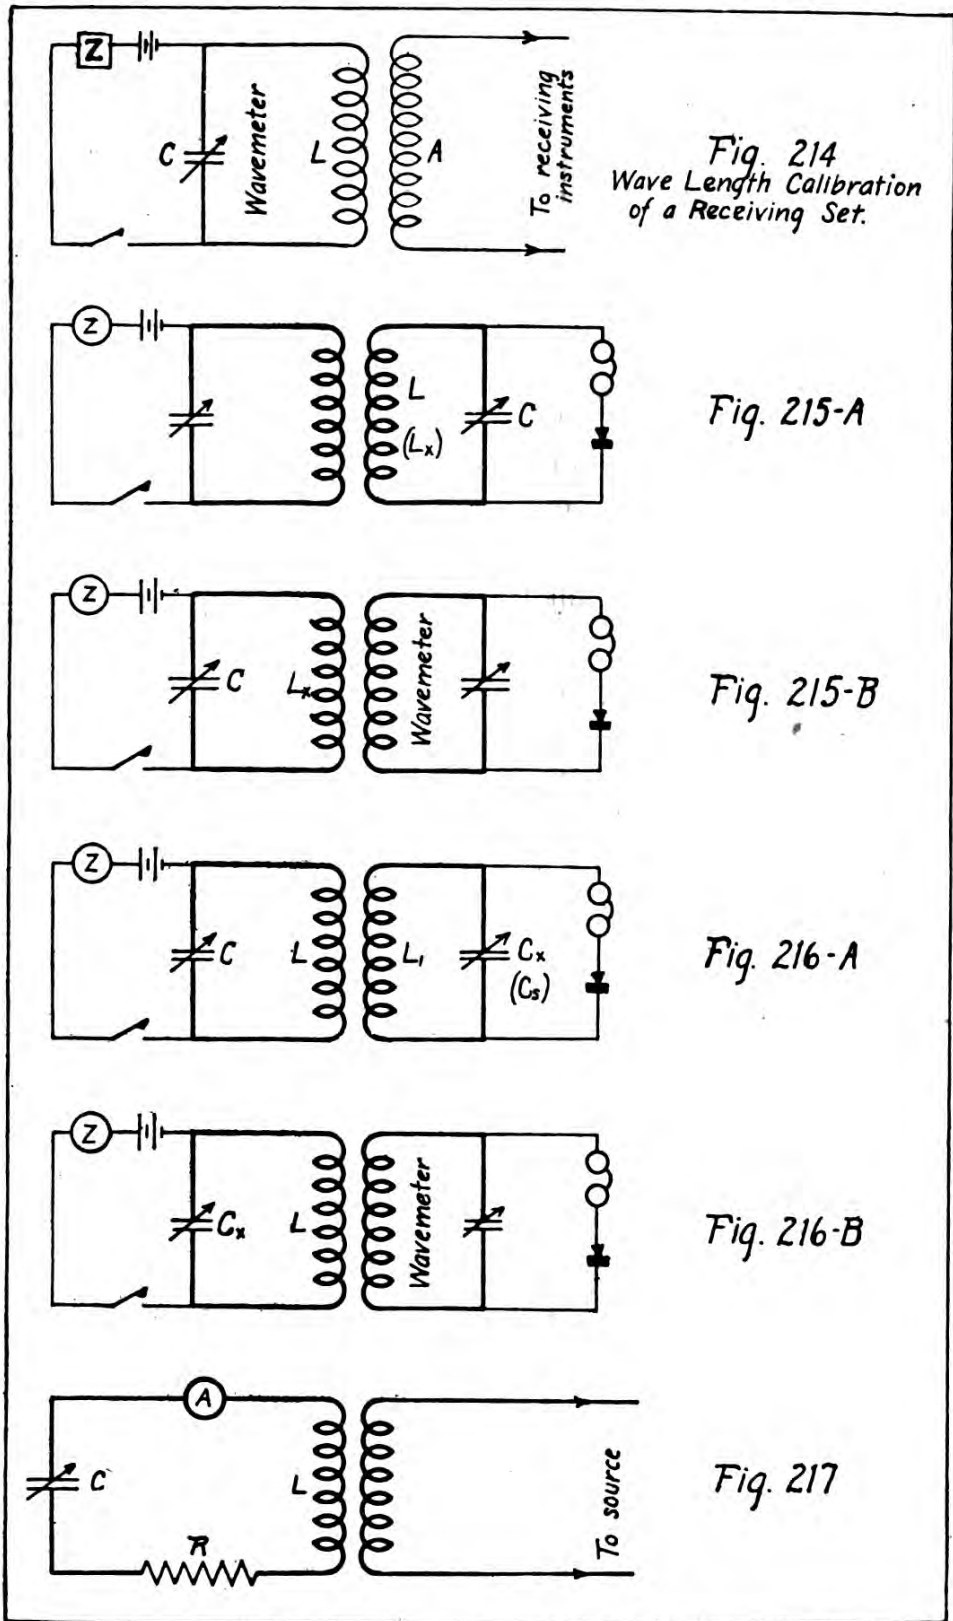 Z
C
Wavemeter
L
A
To receiving
instruments
Fig. 214
Wave Length Calibration
of a Receiving Set.
Z
L
(Lx)
C
Fig. 215-A
Z
C
Lx
Wavemeter
Fig. 215-B
Z
C
L
L1
Cx
(Cs)
Fig. 216-A
Z
Cx
L
Wavemeter
Fig. 216-B
A
C
L
R
To source
Fig. 217